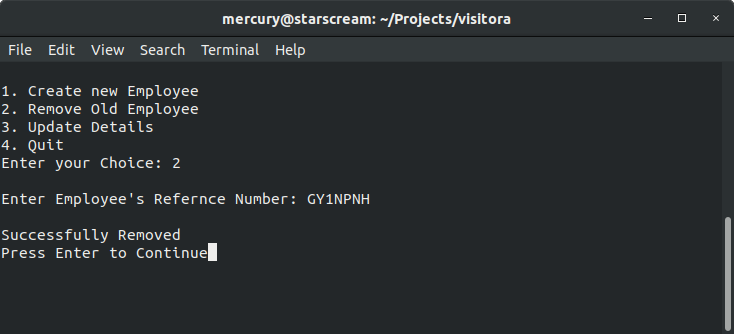 mercury@starscream: ~/Projects/visitora
File Edit View Search Terminal Help
1. Create new Employee
2. Remove Old Employee
3. Update Details
4. Quit
Enter your Choice: 2
Enter Employee's Refernce Number: GY1NPNH
Successfully Removed
Press Enter to Continue